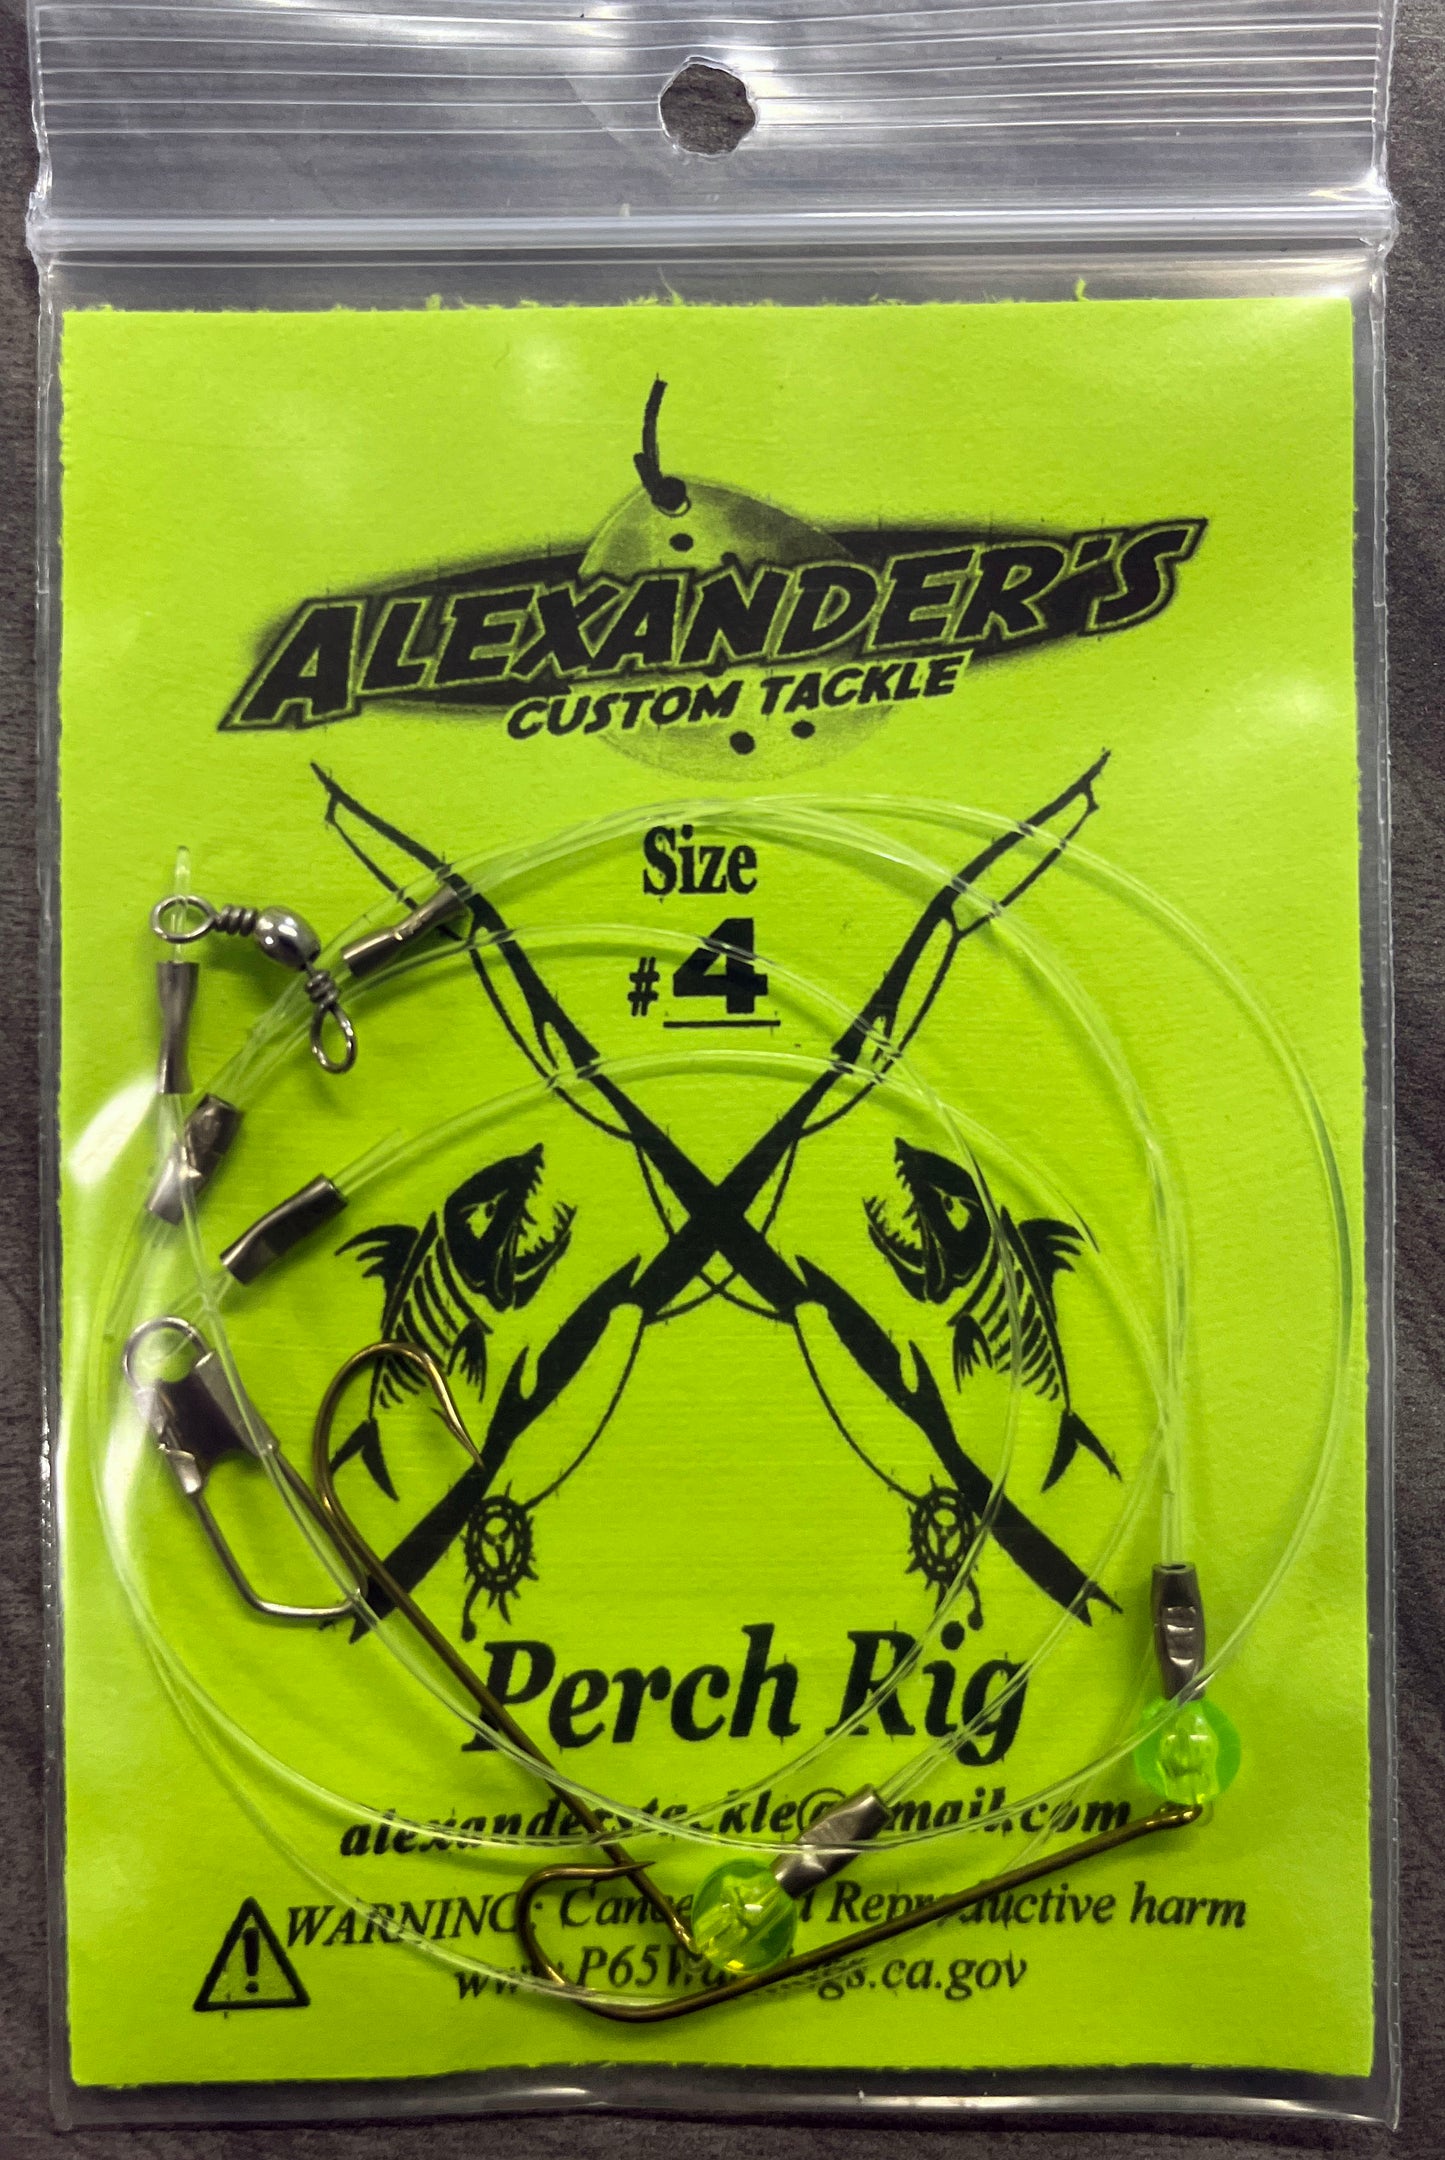 ALEXANDER'S
CUSTOM TACKLE
Size
#4
Perch Rig
WARNING: Reproductive harm